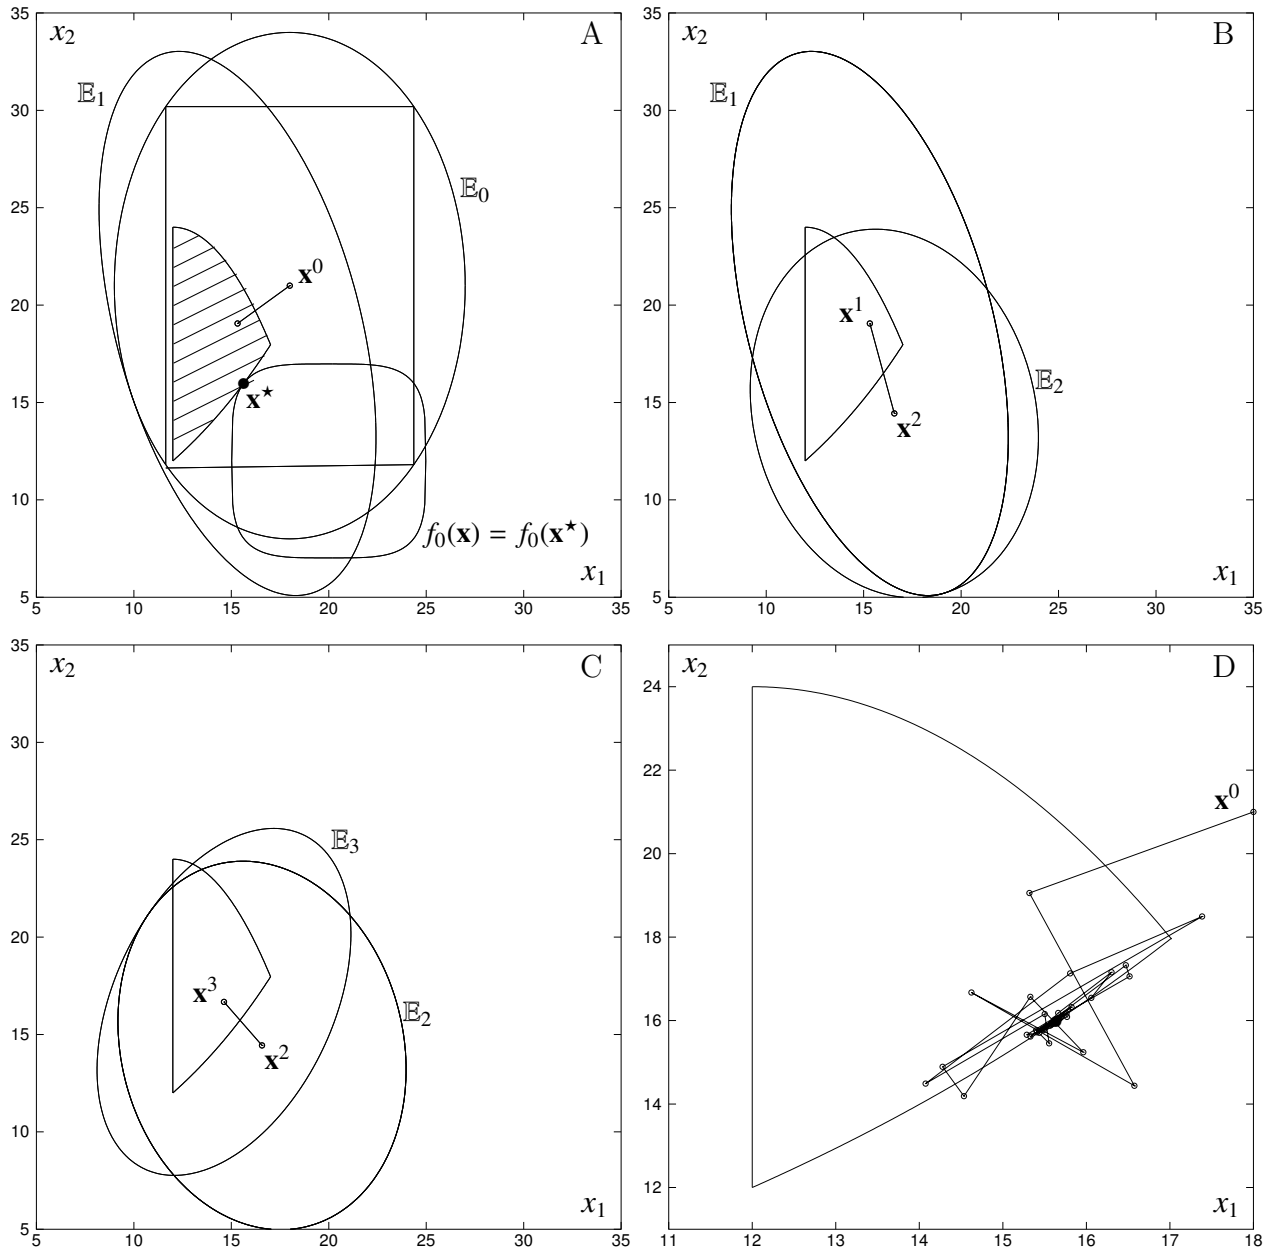 35
x₂
A
𝔼₁
30
𝔼₀
25
x⁰
20
x⋆
15
10
f₀(x) = f₀(x⋆)
x₁
5
5 10 15 20 25 30 35
35
x₂
B
𝔼₁
30
25
20
x¹
𝔼₂
15
x²
10
x₁
5
5 10 15 20 25 30 35
35
x₂
C
30
25
𝔼₃
20
x³
𝔼₂
15
x²
10
x₁
5
5 10 15 20 25 30 35
x₂
D
24
22
x⁰
20
18
16
14
12
x₁
11 12 13 14 15 16 17 18